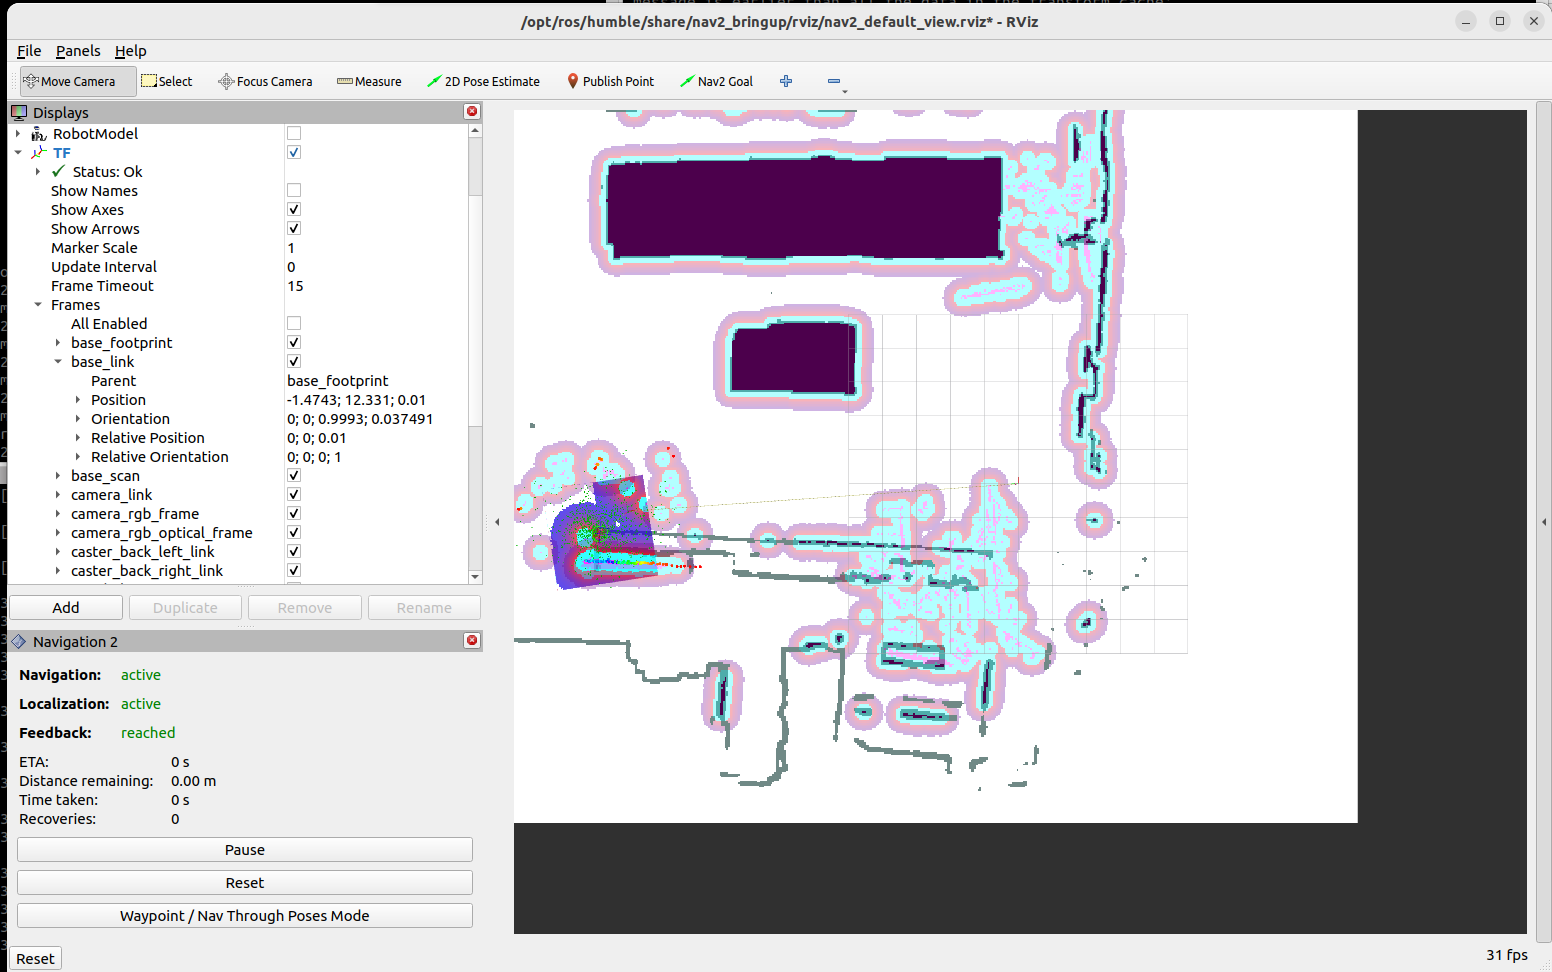 /opt/ros/humble/share/nav2_bringup/rviz/nav2_default_view.rviz* - RViz
File Panels Help
Move Camera Select Focus Camera Measure 2D Pose Estimate Publish Point Nav2 Goal
Displays
RobotModel
TF
Status: Ok
Show Names
Show Axes
Show Arrows
Marker Scale 1
Update Interval 0
Frame Timeout 15
Frames
All Enabled
base_footprint
base_link
Parent base_footprint
Position -1.4743; 12.331; 0.01
Orientation 0; 0; 0.9993; 0.037491
Relative Position 0; 0; 0.01
Relative Orientation 0; 0; 0; 1
base_scan
camera_link
camera_rgb_frame
camera_rgb_optical_frame
caster_back_left_link
caster_back_right_link
Add Duplicate Remove Rename
Navigation 2
Navigation: active
Localization: active
Feedback: reached
ETA: 0 s
Distance remaining: 0.00 m
Time taken: 0 s
Recoveries: 0
Pause
Reset
Waypoint / Nav Through Poses Mode
Reset
31 fps